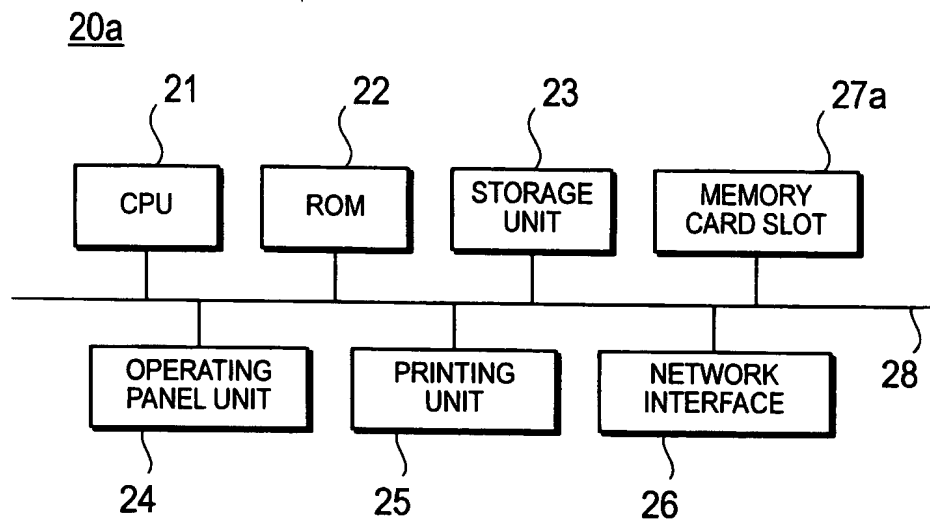 20a
21
22
23
27a
CPU
ROM
STORAGE
UNIT
MEMORY
CARD SLOT
OPERATING
PANEL UNIT
PRINTING
UNIT
NETWORK
INTERFACE
28
24
25
26